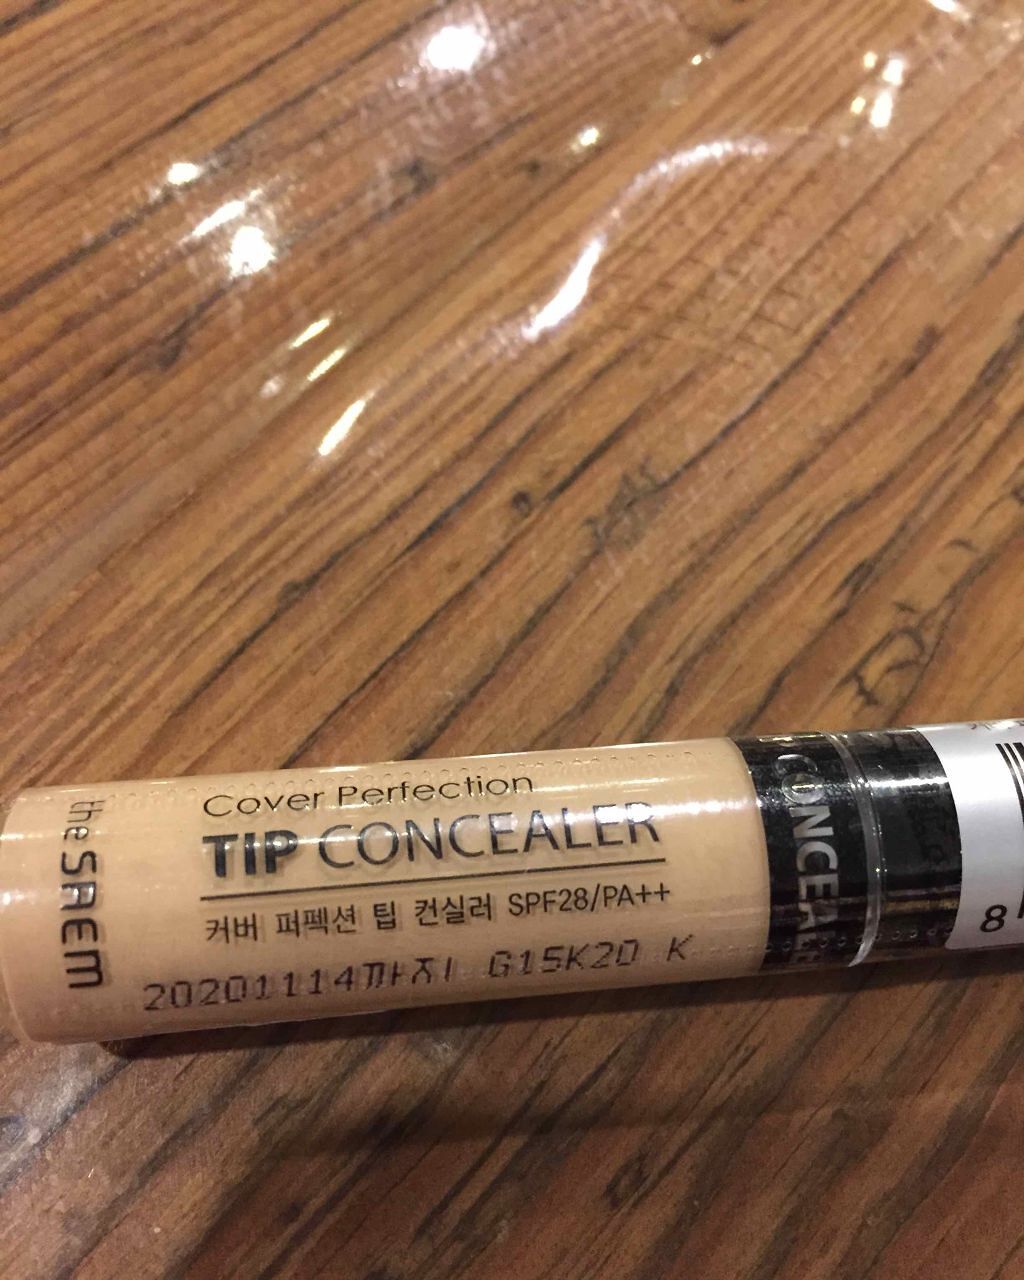 the SAEM
Cover Perfection
TIP CONCEALER
커버 퍼펙션 팁 컨실러 SPF28/PA++
20201114까지 G15K20 K
CONCEALER
8